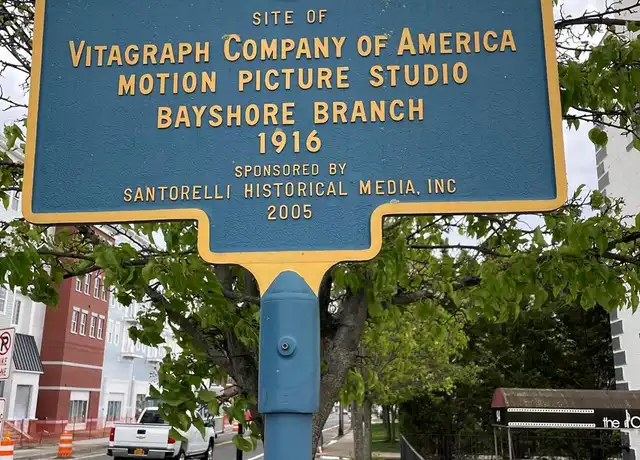 SITE OF
VITAGRAPH COMPANY OF AMERICA
MOTION PICTURE STUDIO
BAYSHORE BRANCH
1916
SPONSORED BY
SANTORELLI HISTORICAL MEDIA, INC
2005
the